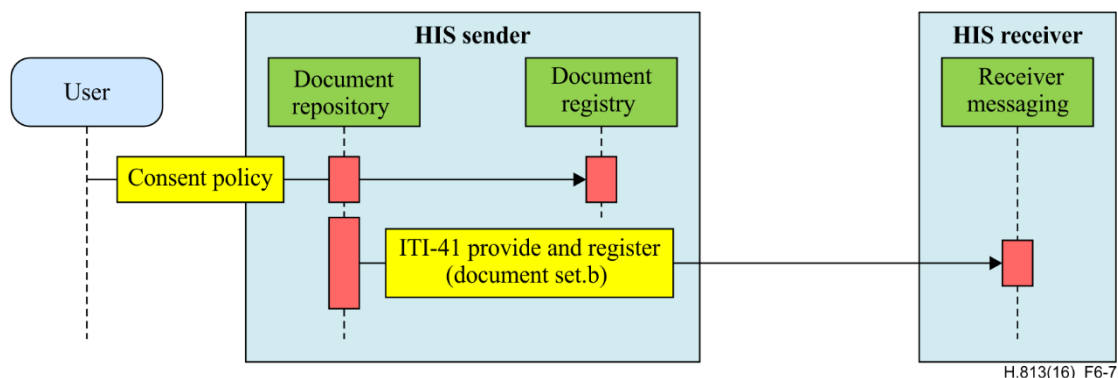 HIS sender
HIS receiver
User
Document
repository
Document
registry
Receiver
messaging
Consent policy
ITI-41 provide and register
(document set.b)
H.813(16)_F6-7